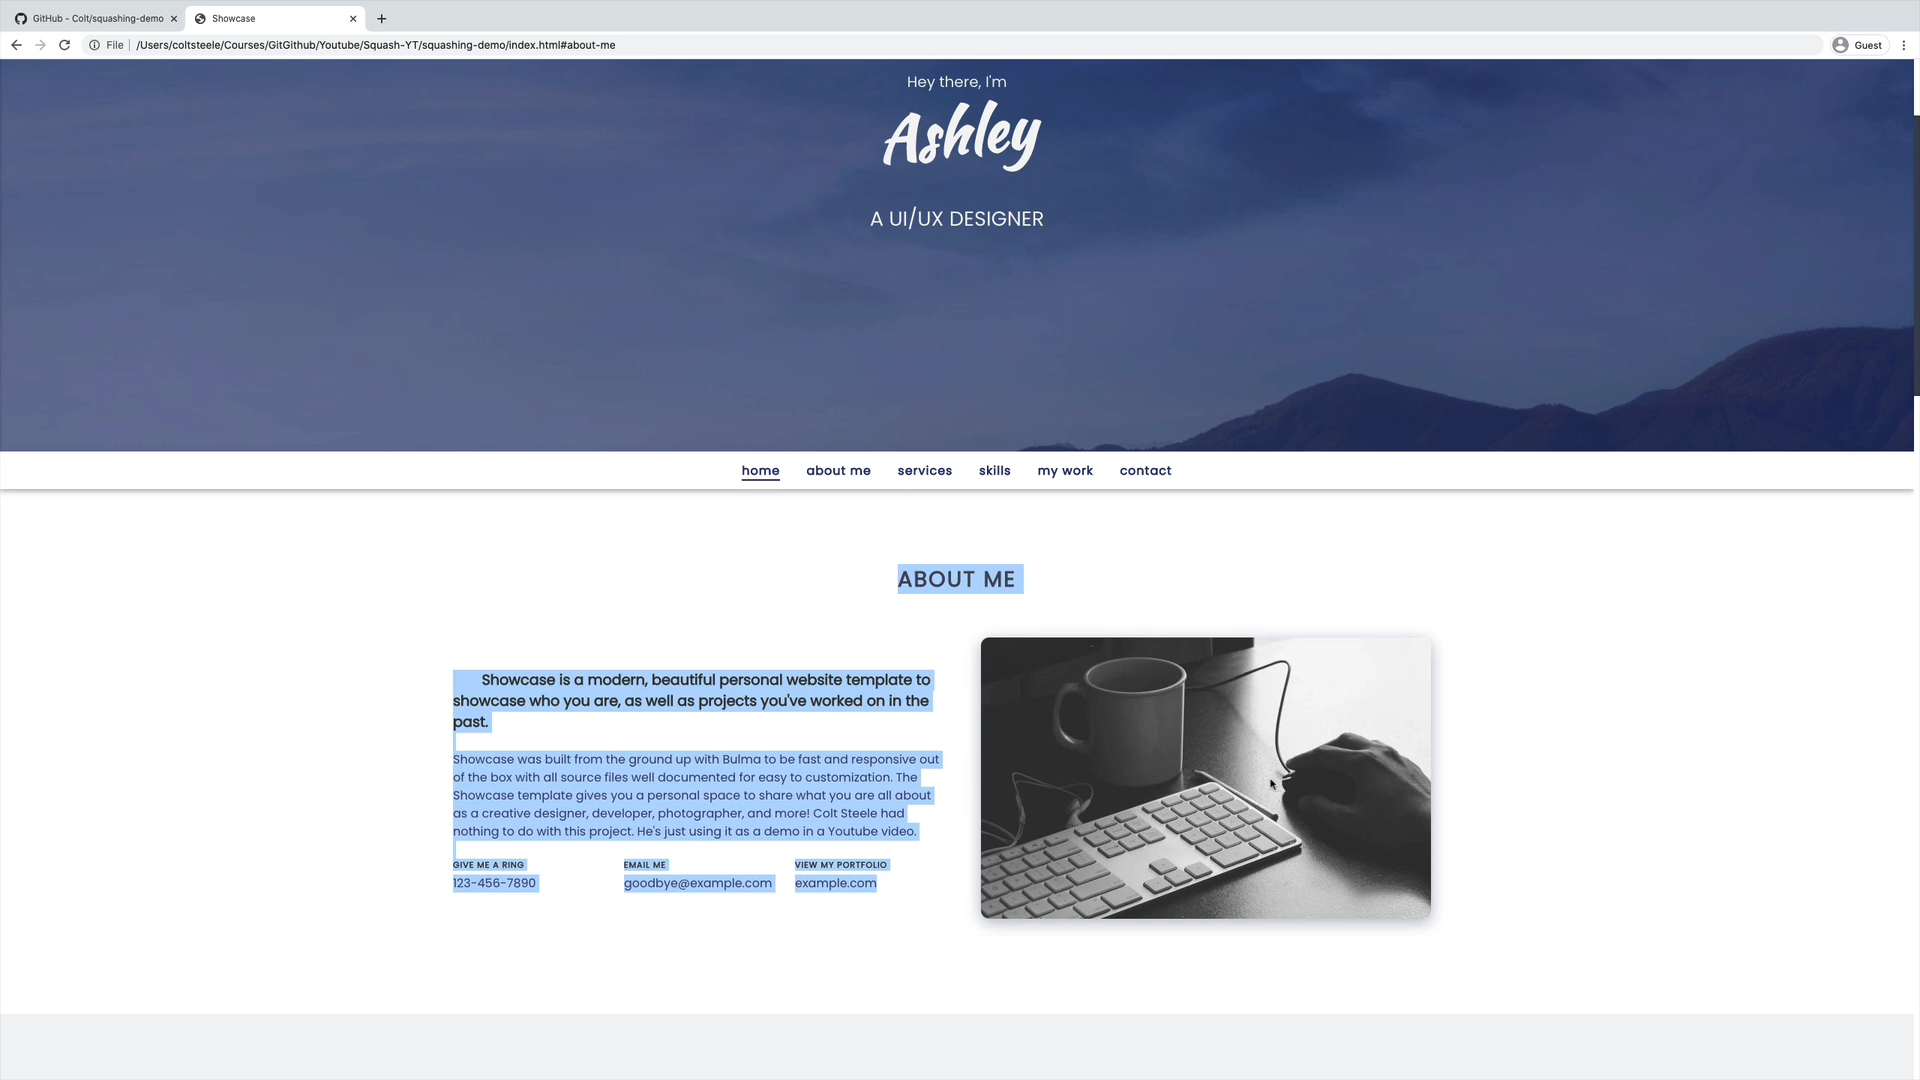 GitHub - Colt/squashing-demo
Showcase
File
/Users/coltsteele/Courses/GitGithub/Youtube/Squash-YT/squashing-demo/index.html#about-me
Guest
Hey there, I'm
Ashley
A UI/UX DESIGNER
home about me services skills my work contact
ABOUT ME
Showcase is a modern, beautiful personal website template to
showcase who you are, as well as projects you've worked on in the
past.
Showcase was built from the ground up with Bulma to be fast and responsive out
of the box with all source files well documented for easy to customization. The
Showcase template gives you a personal space to share what you are all about
as a creative designer, developer, photographer, and more! Colt Steele had
nothing to do with this project. He's just using it as a demo in a Youtube video.
GIVE ME A RING EMAIL ME VIEW MY PORTFOLIO
123-456-7890 goodbye@example.com example.com